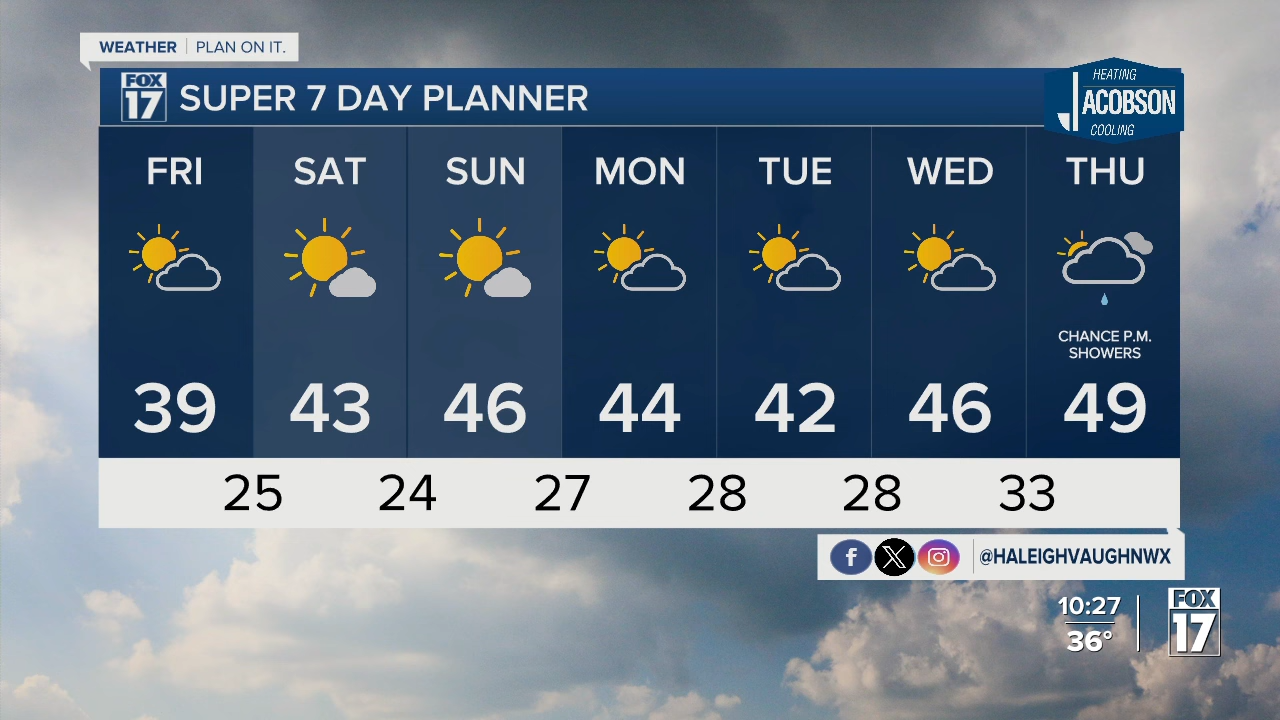 WEATHER | PLAN ON IT.
FOX 17
SUPER 7 DAY PLANNER
HEATING
JACOBSON
COOLING
FRI SAT SUN MON TUE WED THU
CHANCE P.M.
SHOWERS
39 43 46 44 42 46 49
25 24 27 28 28 33
@HALEIGHVAUGHNWX
10:27
36°
FOX
17